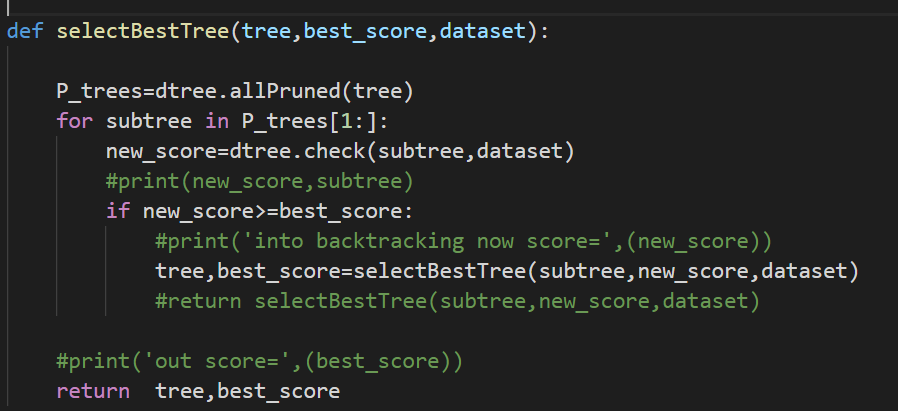 def selectBestTree(tree,best_score,dataset):
P_trees=dtree.allPruned(tree)
for subtree in P_trees[1:]:
new_score=dtree.check(subtree,dataset)
#print(new_score,subtree)
if new_score>=best_score:
#print('into backtracking now score=',(new_score))
tree,best_score=selectBestTree(subtree,new_score,dataset)
#return selectBestTree(subtree,new_score,dataset)
#print('out score=',(best_score))
return  tree,best_score